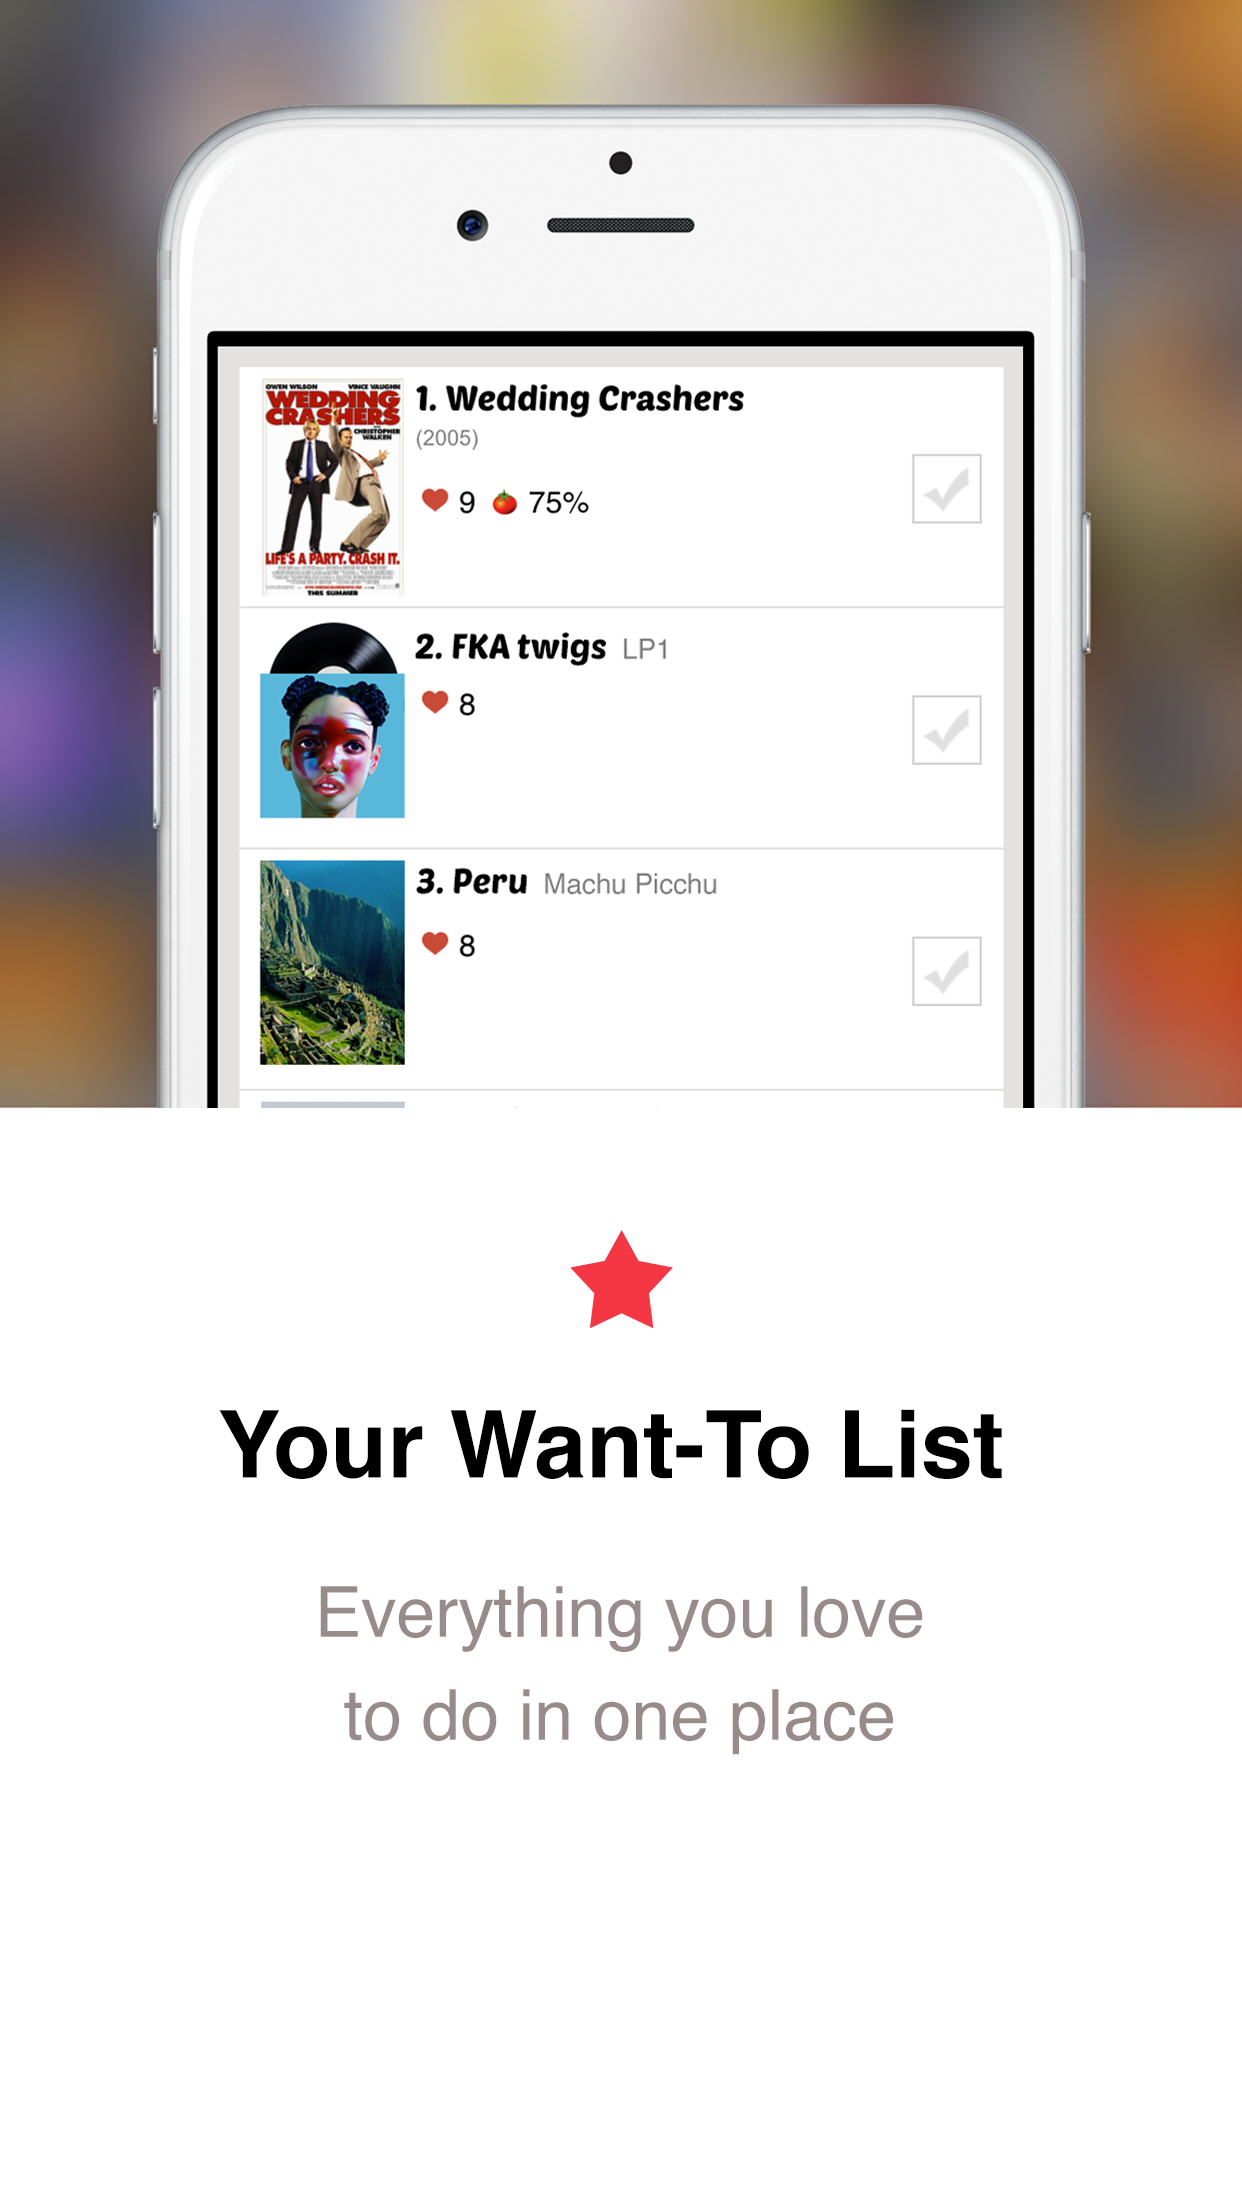 OWEN WILSON VINCE VAUGHN
WEDDING
CRASHERS
CHRISTOPHER
WALKEN
LIFE'S A PARTY. CRASH IT.
THIS SUMMER
1. Wedding Crashers
(2005)
9 75%
2. FKA twigs LP1
8
3. Peru Machu Picchu
8
Your Want-To List
Everything you love
to do in one place